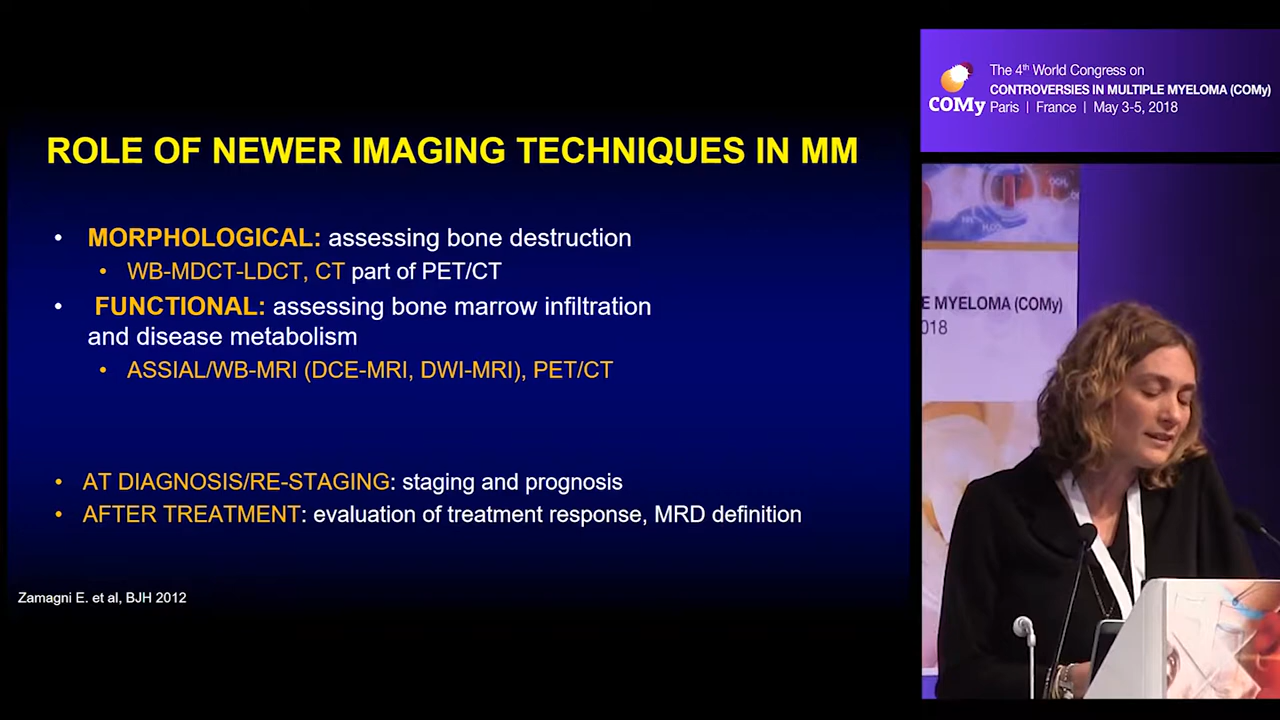 ROLE OF NEWER IMAGING TECHNIQUES IN MM
• MORPHOLOGICAL: assessing bone destruction
• WB-MDCT-LDCT, CT part of PET/CT
• FUNCTIONAL: assessing bone marrow infiltration
and disease metabolism
• ASSIAL/WB-MRI (DCE-MRI, DWI-MRI), PET/CT
• AT DIAGNOSIS/RE-STAGING: staging and prognosis
• AFTER TREATMENT: evaluation of treatment response, MRD definition
Zamagni E. et al, BJH 2012
COMy
The 4th World Congress on
CONTROVERSIES IN MULTIPLE MYELOMA (COMy)
Paris | France | May 3-5, 2018
E MYELOMA (COMy)
018